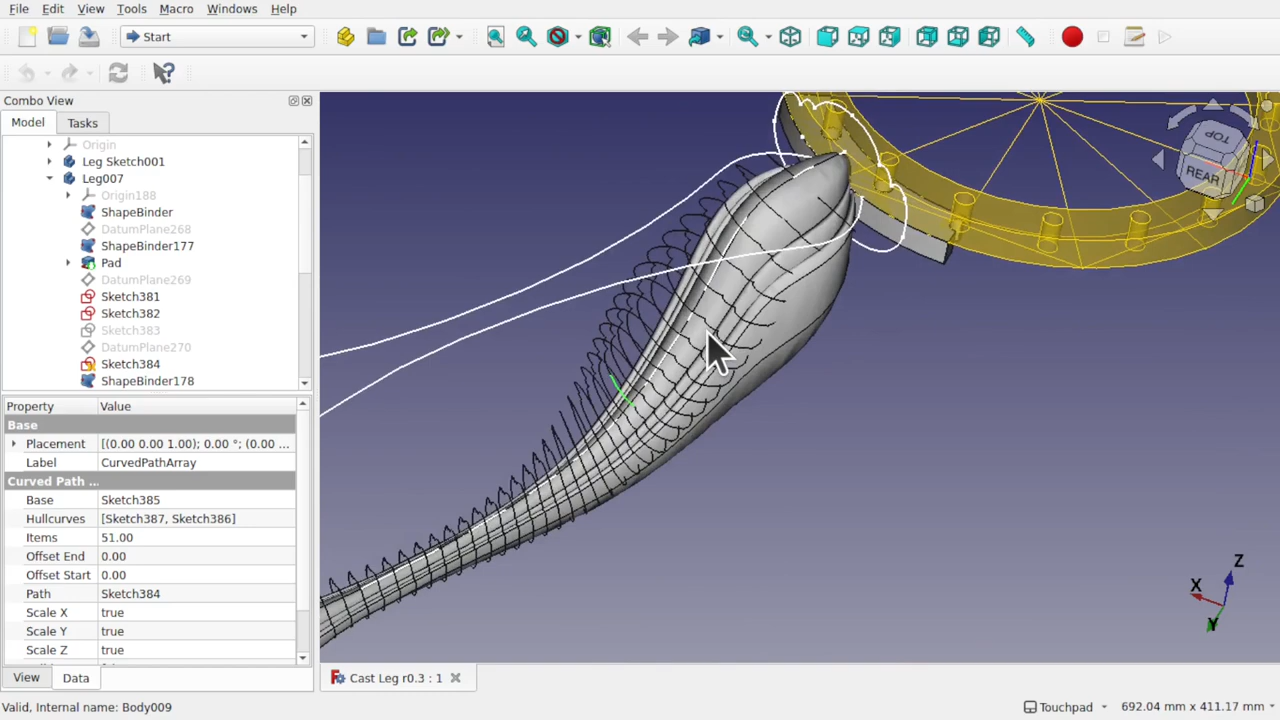 File Edit View Tools Macro Windows Help
Start
Combo View
Model Tasks
Origin
Leg Sketch001
Leg007
Origin188
ShapeBinder
DatumPlane268
ShapeBinder177
Pad
DatumPlane269
Sketch381
Sketch382
Sketch383
DatumPlane270
Sketch384
ShapeBinder178
Property Value
Base
Placement [(0.00 0.00 1.00); 0.00 °; (0.00 ...
Label CurvedPathArray
Curved Path ...
Base Sketch385
Hullcurves [Sketch387, Sketch386]
Items 51.00
Offset End 0.00
Offset Start 0.00
Path Sketch384
Scale X true
Scale Y true
Scale Z true
View Data
TOP
REAR
Z
X
Y
Cast Leg r0.3 : 1
Valid, Internal name: Body009
Touchpad 692.04 mm x 411.17 mm